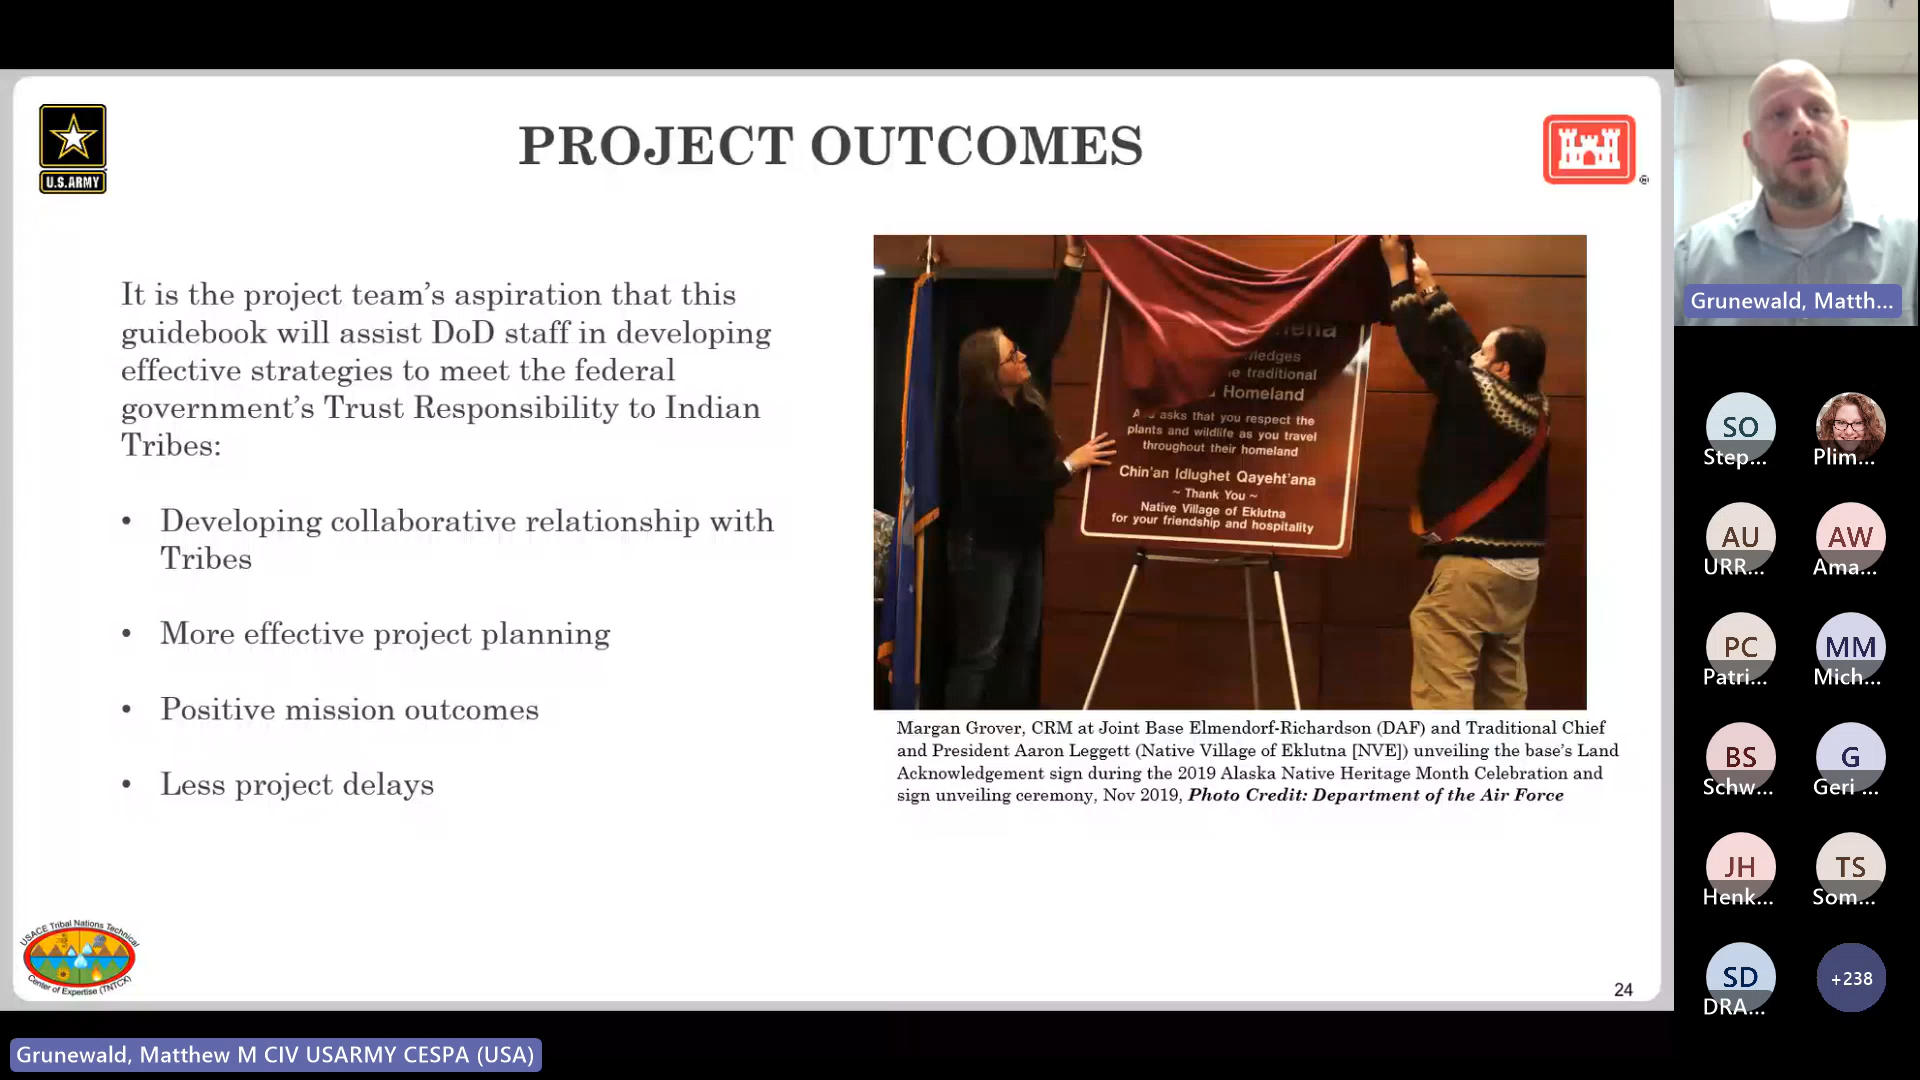 PROJECT OUTCOMES
U.S.ARMY
It is the project team's aspiration that this
guidebook will assist DoD staff in developing
effective strategies to meet the federal
government's Trust Responsibility to Indian
Tribes:
• Developing collaborative relationship with
Tribes
• More effective project planning
• Positive mission outcomes
• Less project delays
Homeland
asks that you respect the
plants and wildlife as you travel
throughout their homeland
Chin'an Idlughet Qayeht'ana
~ Thank You ~
Native Village of Eklutna
for your friendship and hospitality
Margan Grover, CRM at Joint Base Elmendorf-Richardson (DAF) and Traditional Chief
and President Aaron Leggett (Native Village of Eklutna [NVE]) unveiling the base's Land
Acknowledgement sign during the 2019 Alaska Native Heritage Month Celebration and
sign unveiling ceremony, Nov 2019, Photo Credit: Department of the Air Force
USACE Tribal Nations Technical
Center of Expertise (TNTCX)
24
Grunewald, Matthew M CIV USARMY CESPA (USA)
Grunewald, Matth...
SO
Step... Plim...
AU AW
URR... Ama...
PC MM
Patri... Mich...
BS G
Schw... Geri ...
JH TS
Henk... Som...
SD +238
DRA...